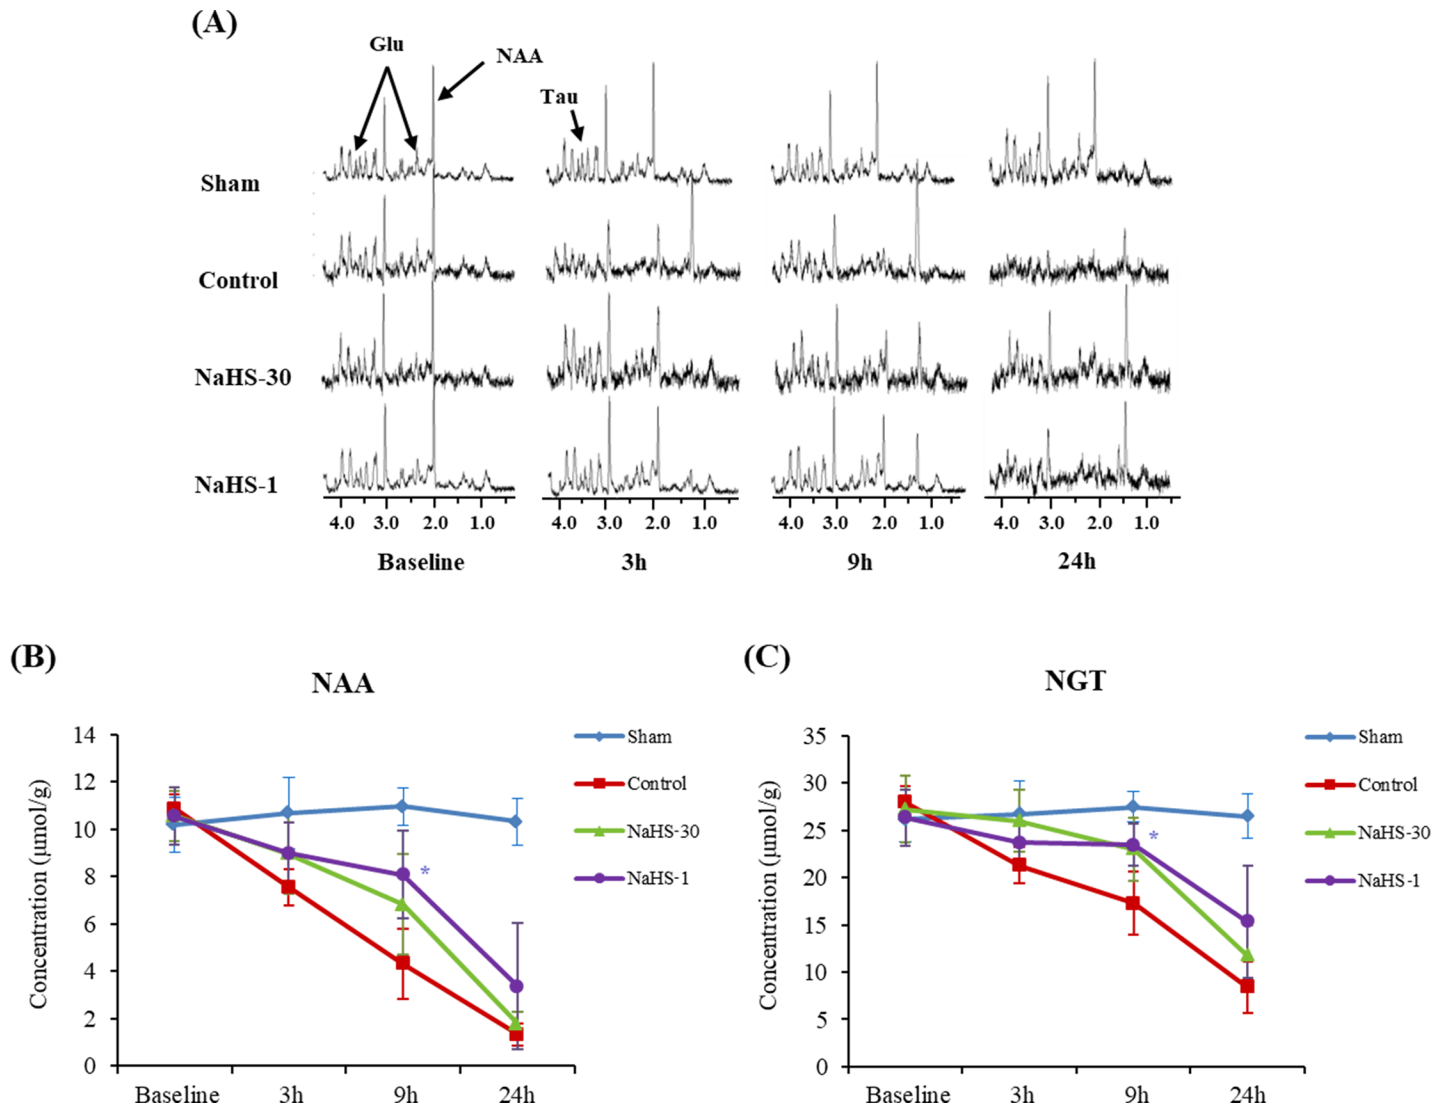 (A)
Glu
NAA
Tau
Sham
Control
NaHS-30
NaHS-1
4.0 3.0 2.0 1.0 4.0 3.0 2.0 1.0 4.0 3.0 2.0 1.0 4.0 3.0 2.0 1.0
Baseline 3h 9h 24h
(B)
NAA
Concentration (µmol/g)
14
12
10
8
6
4
2
0
*
Baseline 3h 9h 24h
Sham
Control
NaHS-30
NaHS-1
(C)
NGT
Concentration (µmol/g)
35
30
25
20
15
10
5
0
*
Baseline 3h 9h 24h
Sham
Control
NaHS-30
NaHS-1